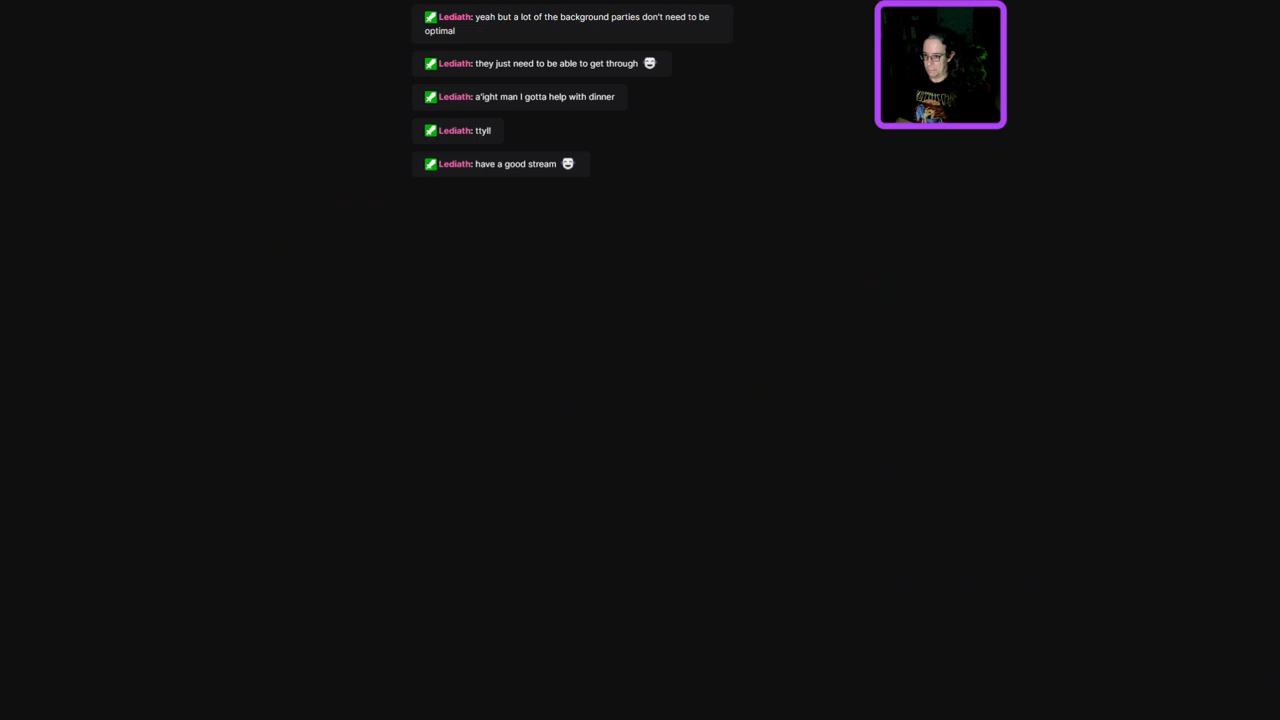 Lediath: yeah but a lot of the background parties don't need to be
optimal
Lediath: they just need to be able to get through
Lediath: a'ight man I gotta help with dinner
Lediath: ttyll
Lediath: have a good stream